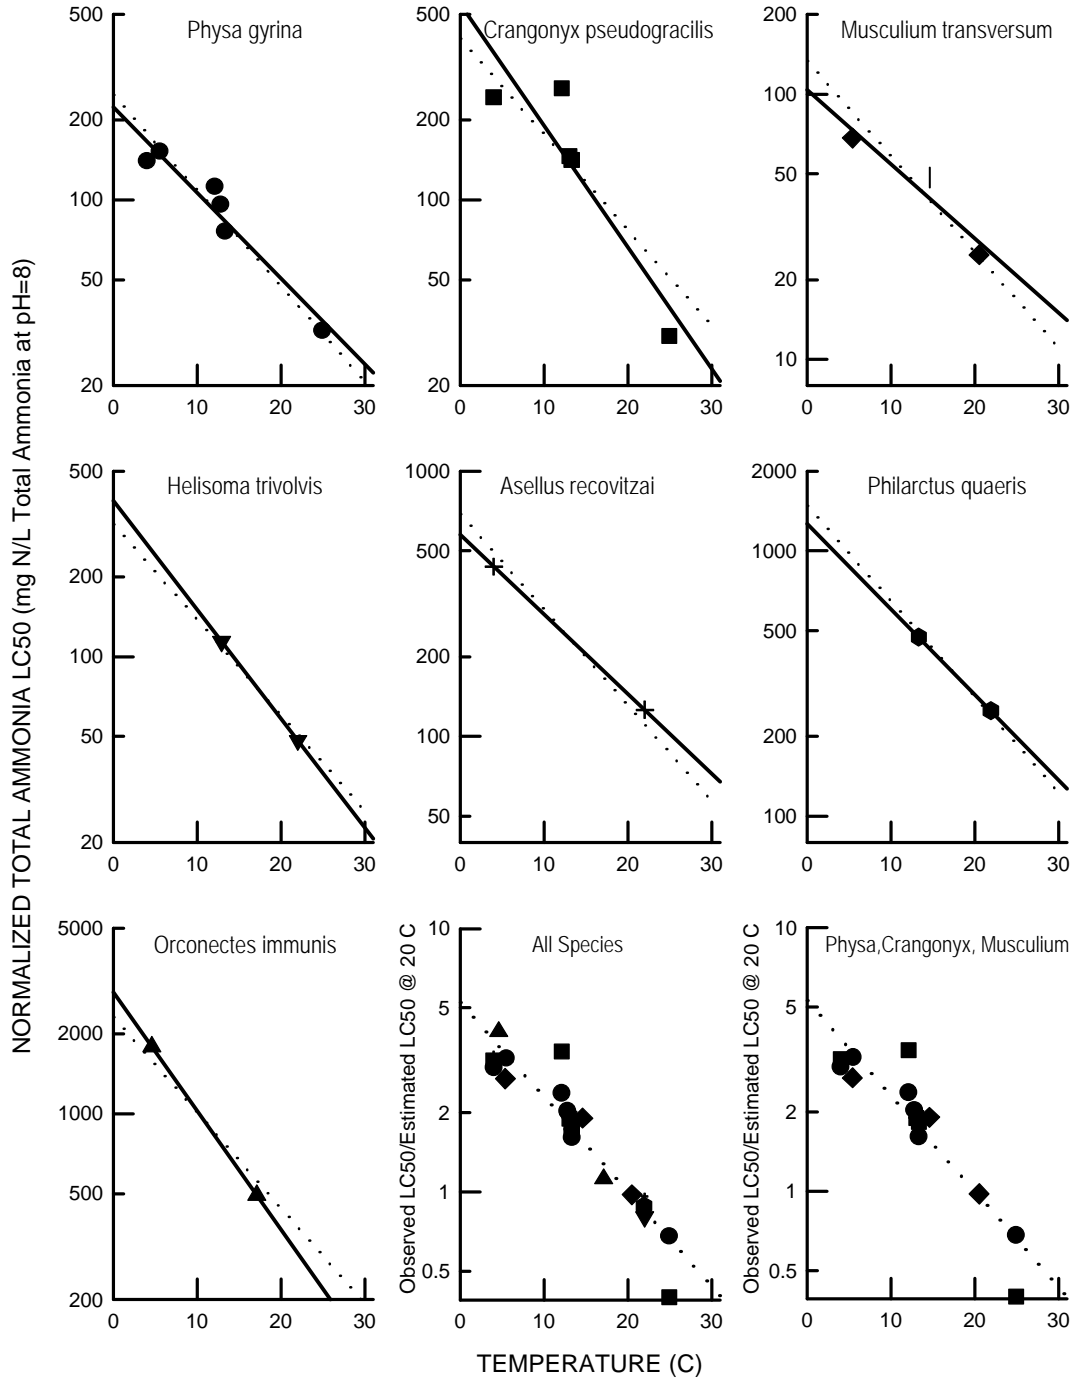 NORMALIZED TOTAL AMMONIA LC50 (mg N/L Total Ammonia at pH=8)
Physa gyrina
500
200
100
50
20
0 10 20 30
Crangonyx pseudogracilis
500
200
100
50
20
0 10 20 30
Musculium transversum
200
100
50
20
10
0 10 20 30
Helisoma trivolvis
500
200
100
50
20
0 10 20 30
Asellus recovitzai
1000
500
200
100
50
0 10 20 30
Philarctus quaeris
2000
1000
500
200
100
0 10 20 30
Orconectes immunis
5000
2000
1000
500
200
0 10 20 30
Observed LC50/Estimated LC50 @ 20 C
All Species
10
5
2
1
0.5
0 10 20 30
Observed LC50/Estimated LC50 @ 20 C
Physa,Crangonyx, Musculium
10
5
2
1
0.5
0 10 20 30
TEMPERATURE (C)